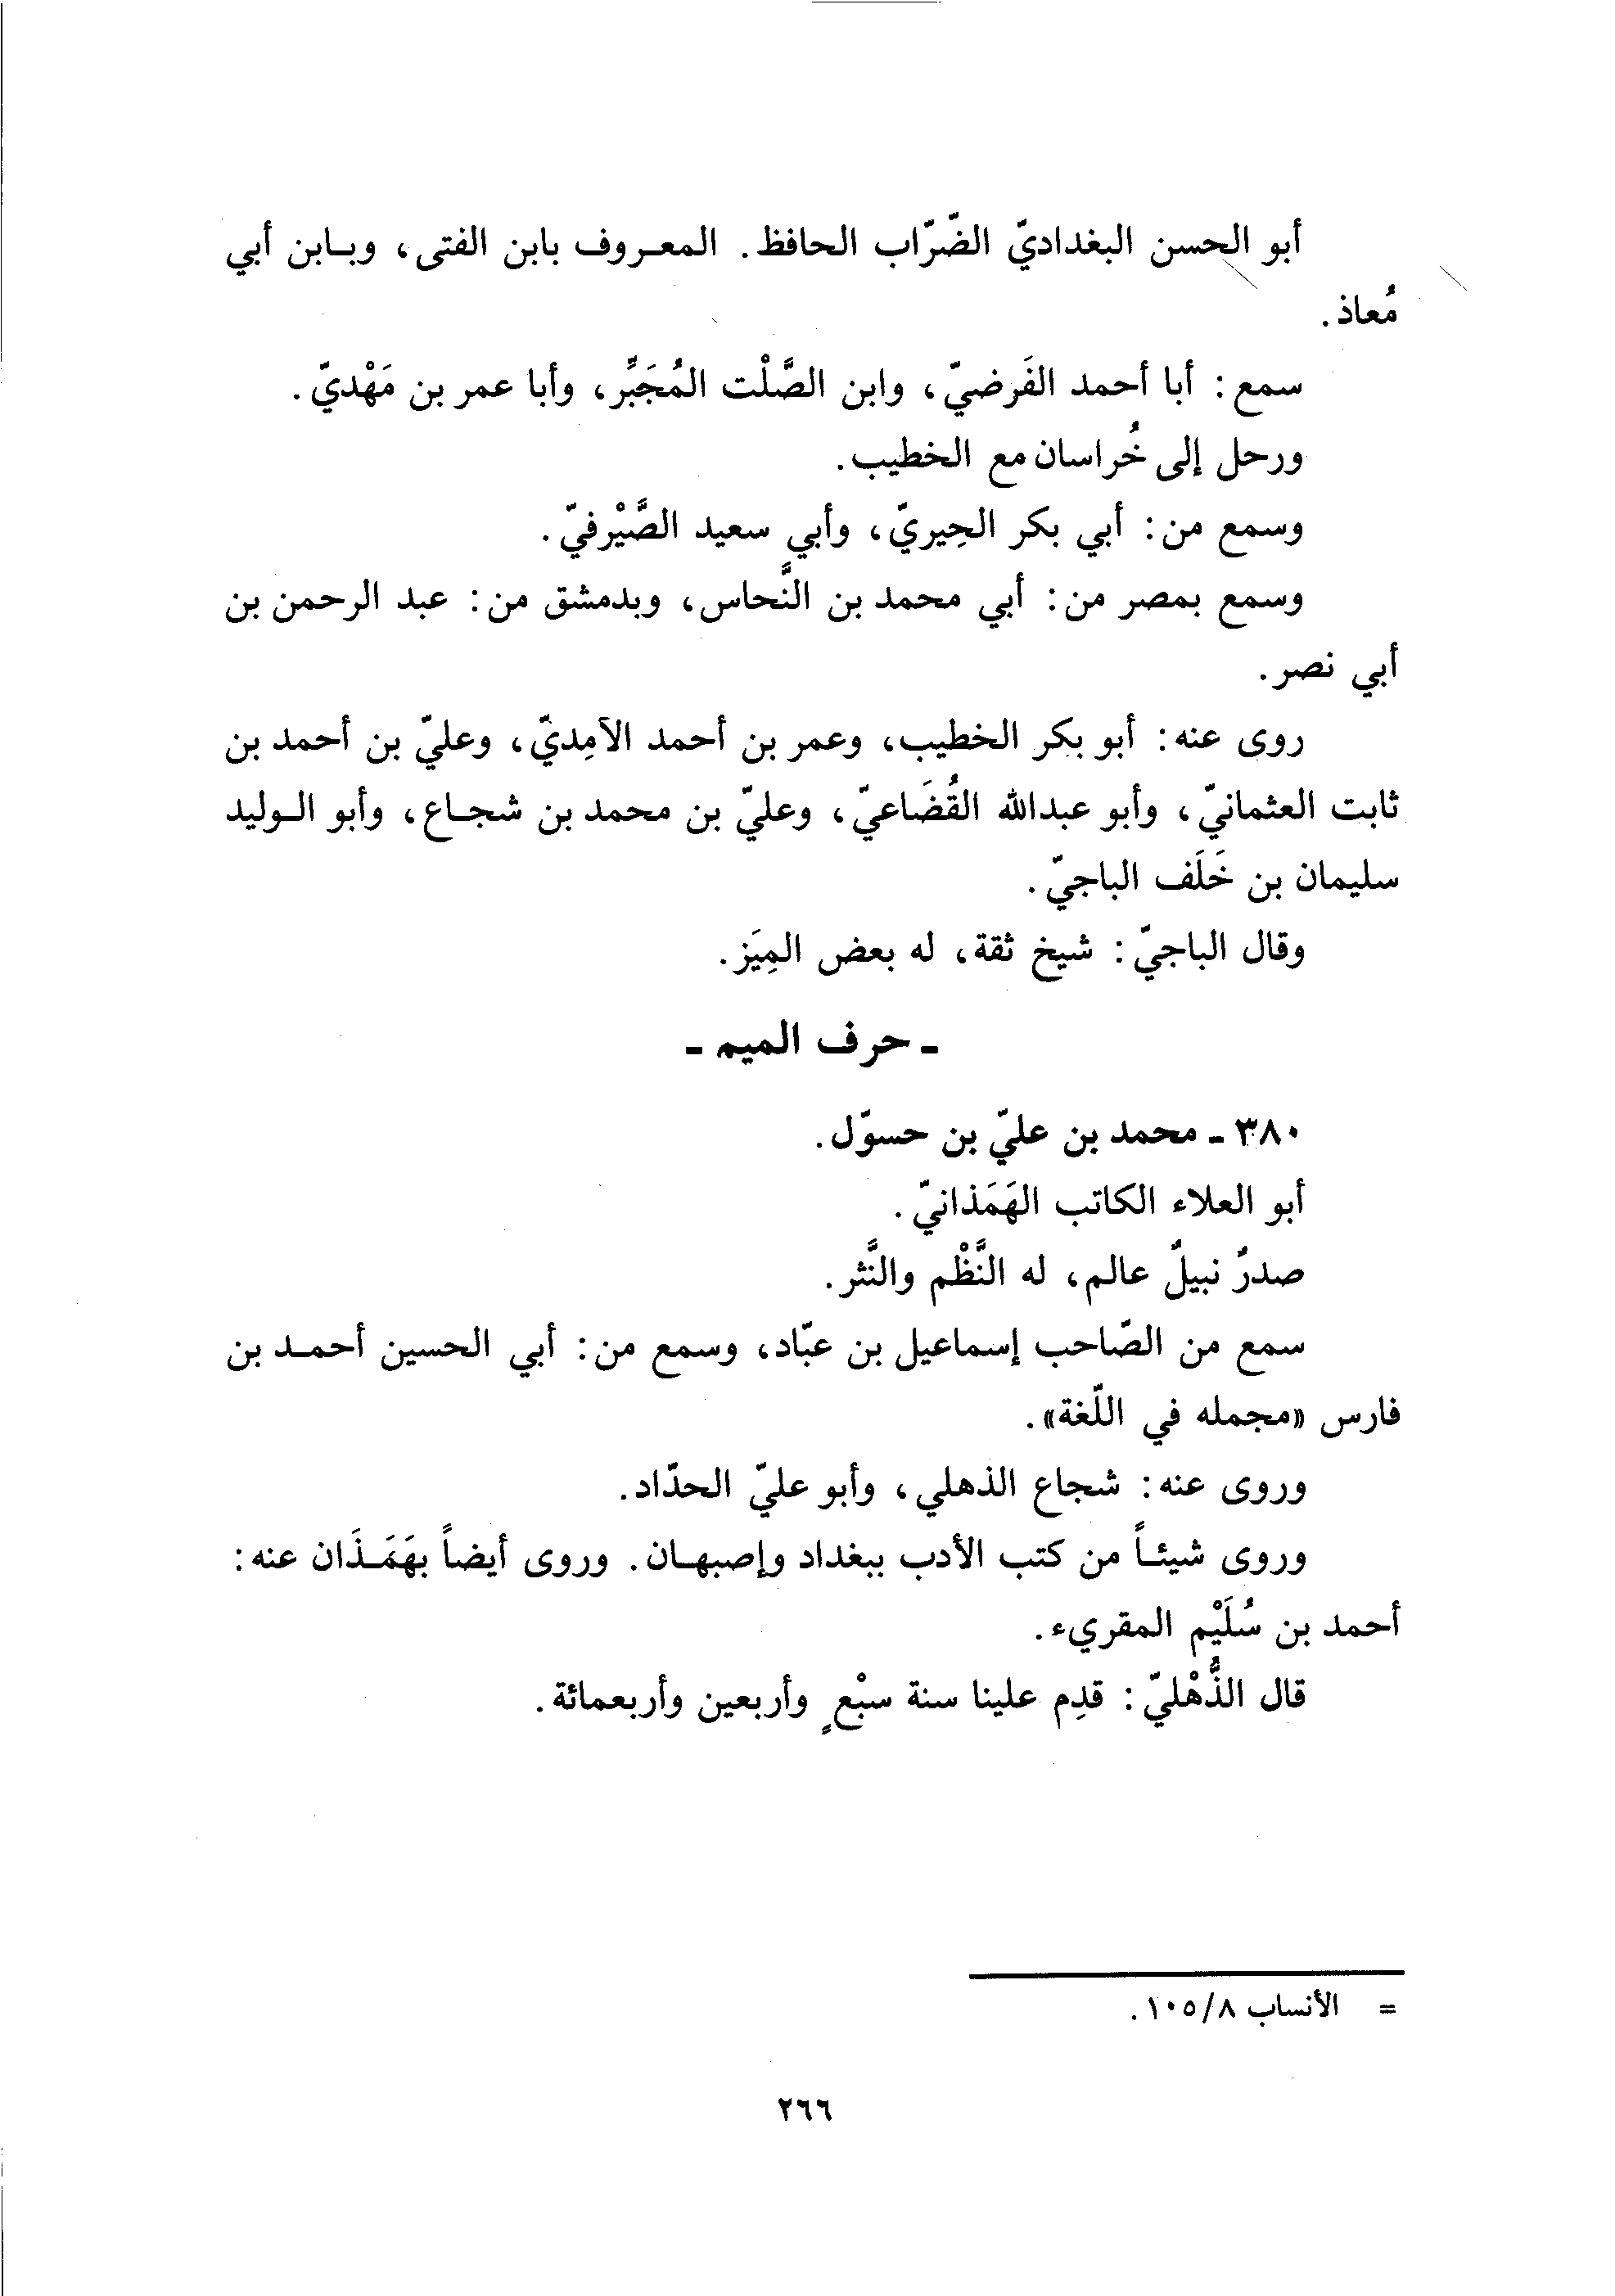 أبو الحسن البغداديّ الضّرّاب الحافظ. المعروف بابن الفتى، وبابن أبي
مُعاذ.
سمع: أبا أحمد الفَرضيّ، وابن الصَّلْت المُجَبِّر، وأبا عمر بن مَهْديّ.
ورحل إلى خُراسان مع الخطيب.
وسمع من: أبي بكر الحِيريّ، وأبي سعيد الصَّيْرفيّ.
وسمع بمصر من: أبي محمد بن النَّحاس، وبدمشق من: عبد الرحمن بن
أبي نصر.
روى عنه: أبو بكر الخطيب، وعمر بن أحمد الآمِديّ، وعليّ بن أحمد بن
ثابت العثمانيّ، وأبو عبدالله القُضَاعيّ، وعليّ بن محمد بن شجاع، وأبو الوليد
سليمان بن خَلَف الباجيّ.
وقال الباجيّ: شيخ ثقة، له بعض المِيَز.
ـ حرف الميم ـ
٣٨٠ ـ محمد بن عليّ بن حسوّل.
أبو العلاء الكاتب الهَمَذانيّ.
صدرٌ نبيلٌ عالم، له النَّظْم والنَّثر.
سمع من الصّاحب إسماعيل بن عبّاد، وسمع من: أبي الحسين أحمد بن
فارس «مجمله في اللّغة».
وروى عنه: شجاع الذهلي، وأبو عليّ الحدّاد.
وروى شيئاً من كتب الأدب ببغداد وإصبهان. وروى أيضاً بهَمَذَان عنه:
أحمد بن سُلَيْم المقريء.
قال الذُّهْليّ: قدِم علينا سنة سبْعٍ وأربعين وأربعمائة.
= الأنساب ١٠٥/٨.
٢٦٦